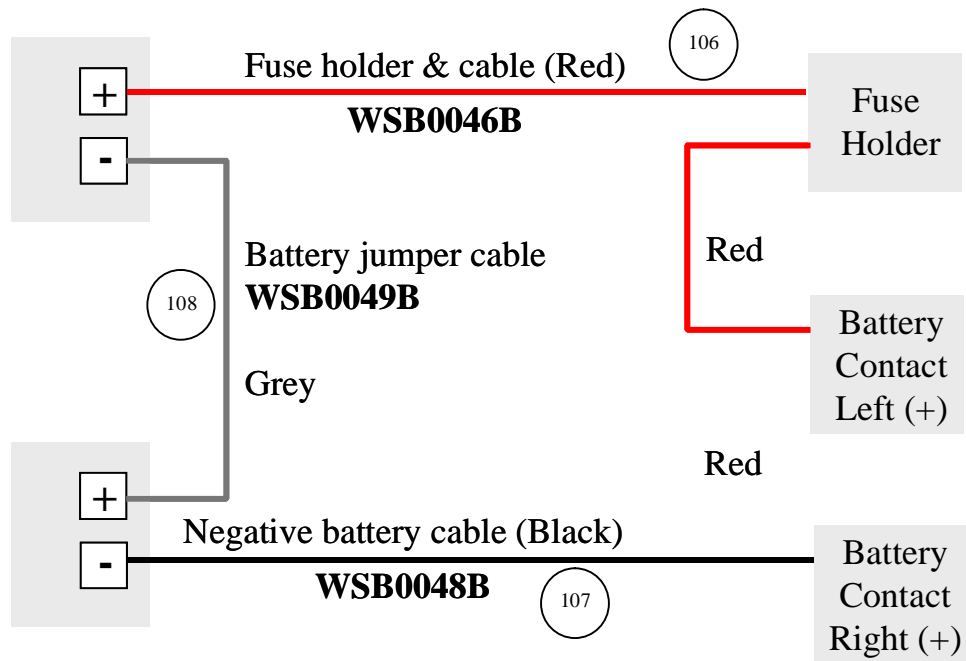 106
Fuse holder & cable (Red)
WSB0046B
+
-
Fuse
Holder
Red
Battery jumper cable
WSB0049B
108
Grey
Battery
Contact
Left (+)
Red
+
-
Negative battery cable (Black)
WSB0048B
107
Battery
Contact
Right (+)